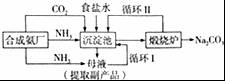 食盐水
CO₂
循环Ⅱ
合成氨厂
NH₃
沉淀池
煅烧炉
Na₂CO₃
NH₃
母液
循环Ⅰ
(提取副产品)